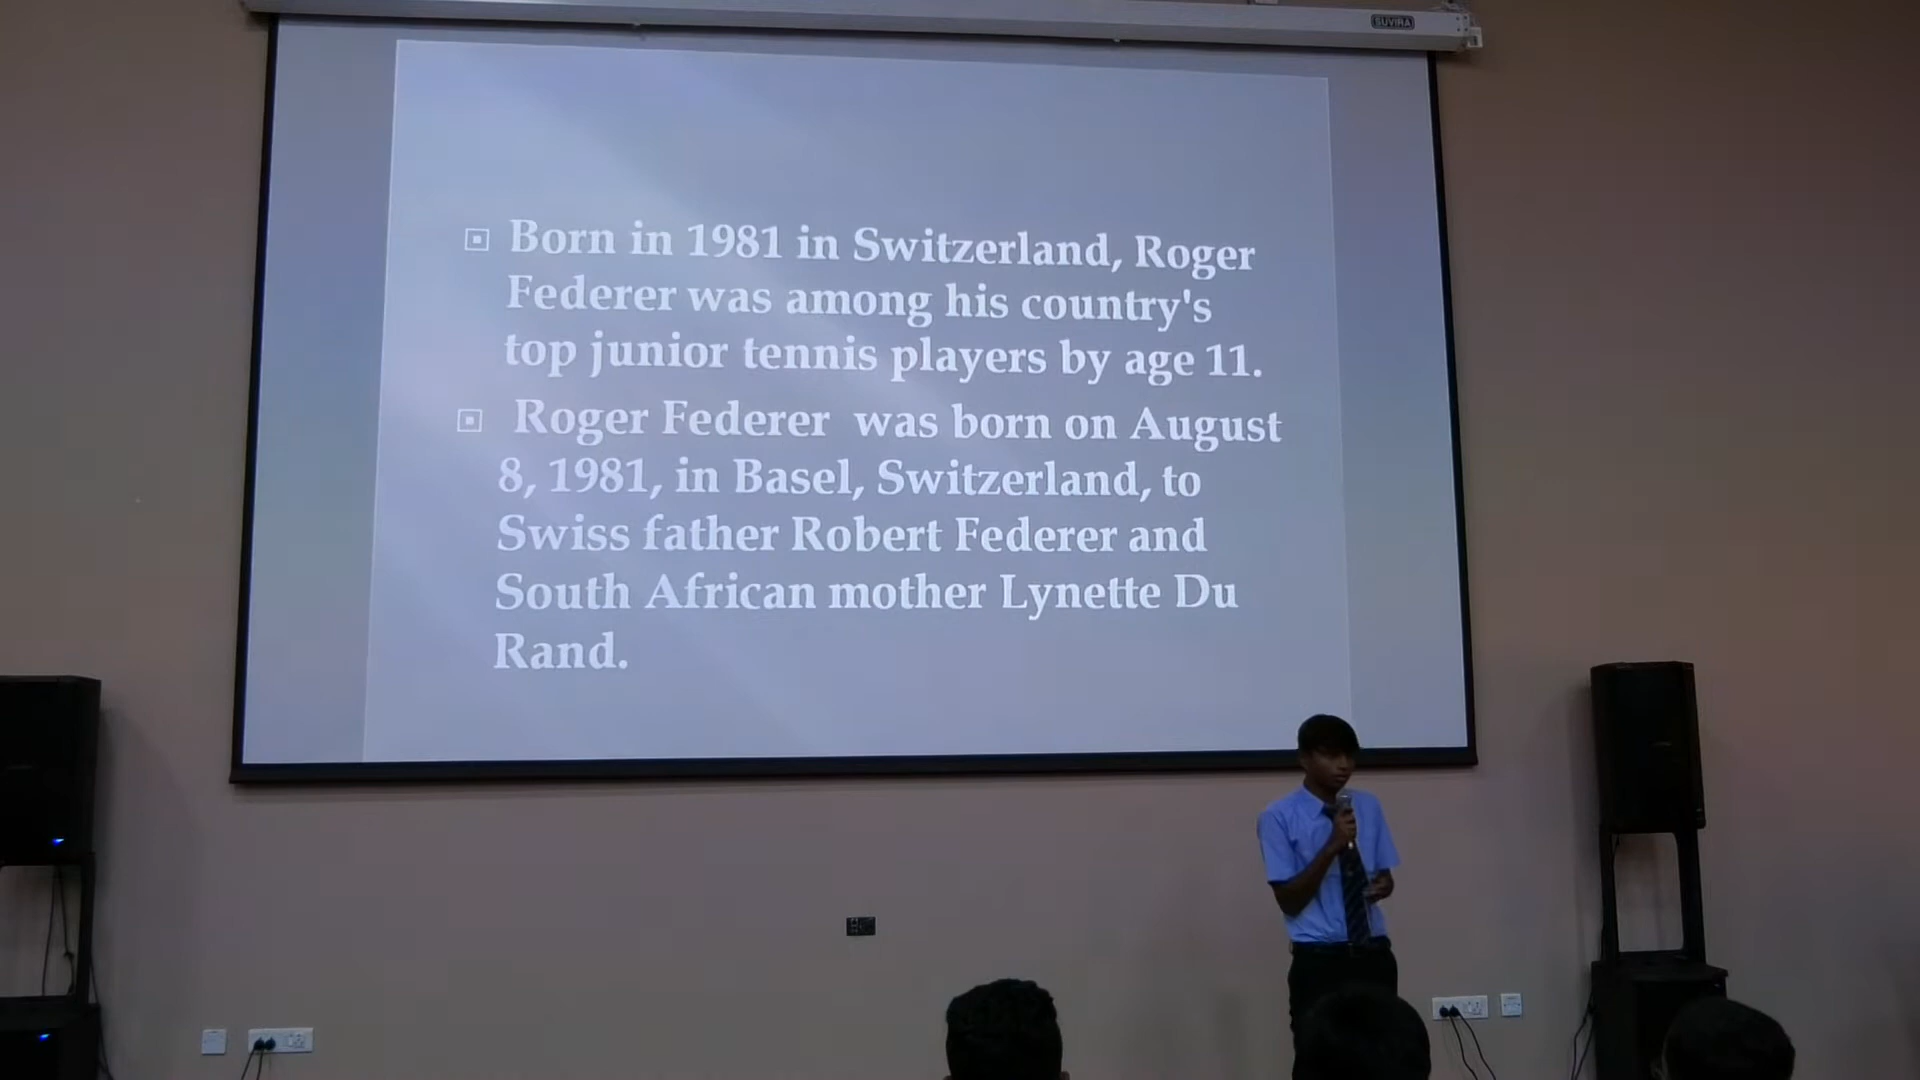 SUVIRA
Born in 1981 in Switzerland, Roger
Federer was among his country's
top junior tennis players by age 11.
Roger Federer was born on August
8, 1981, in Basel, Switzerland, to
Swiss father Robert Federer and
South African mother Lynette Du
Rand.